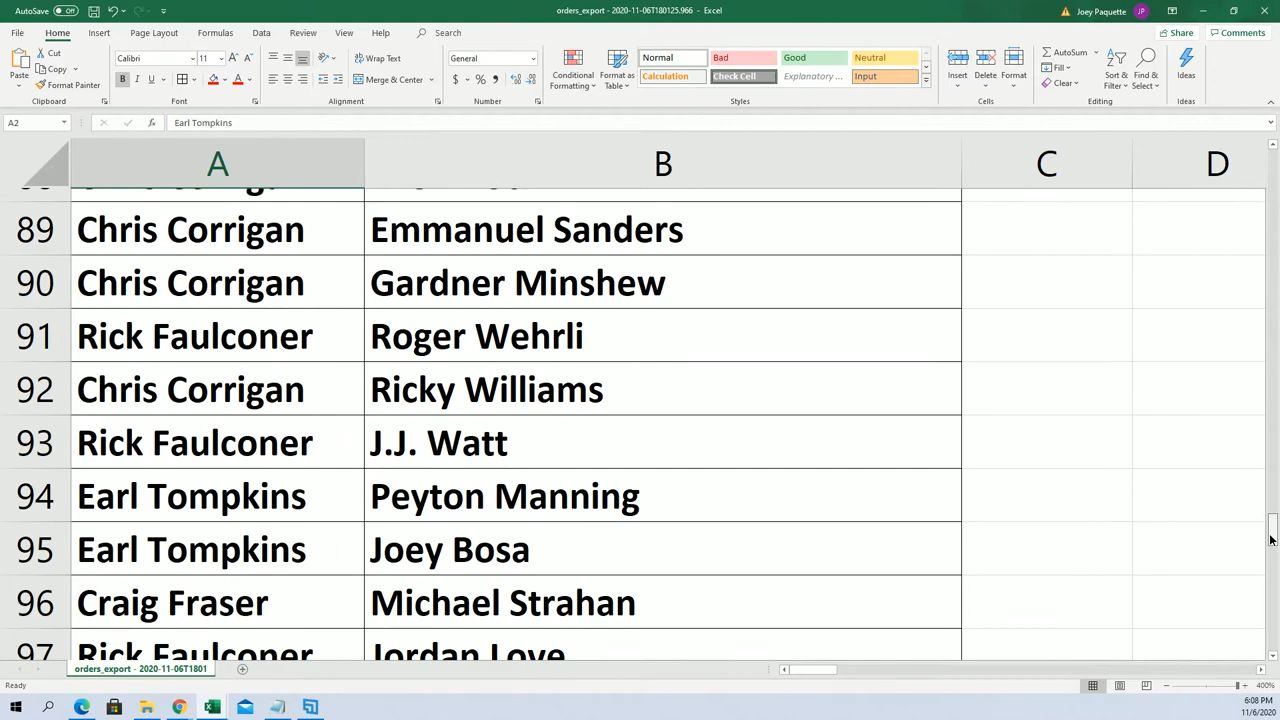 AutoSave Off
orders_export - 2020-11-06T180125.966 - Excel
Joey Paquette JP
File Home Insert Page Layout Formulas Data Review View Help Search
Share Comments
Paste
Cut
Copy
Format Painter
Calibri 11
B I U
Wrap Text
Merge & Center
General
$ % ,
Conditional Formatting
Format as Table
Normal Bad Good Neutral
Calculation Check Cell Explanatory ... Input
Insert Delete Format
AutoSum
Fill
Clear
Sort & Filter
Find & Select
Ideas
Clipboard Font Alignment Number Styles Cells Editing Ideas
A2 fx Earl Tompkins
A B C D
89 Chris Corrigan Emmanuel Sanders
90 Chris Corrigan Gardner Minshew
91 Rick Faulconer Roger Wehrli
92 Chris Corrigan Ricky Williams
93 Rick Faulconer J.J. Watt
94 Earl Tompkins Peyton Manning
95 Earl Tompkins Joey Bosa
96 Craig Fraser Michael Strahan
97 Rick Faulconer Jordan Love
orders_export - 2020-11-06T1801
Ready
400%
6:08 PM
11/6/2020